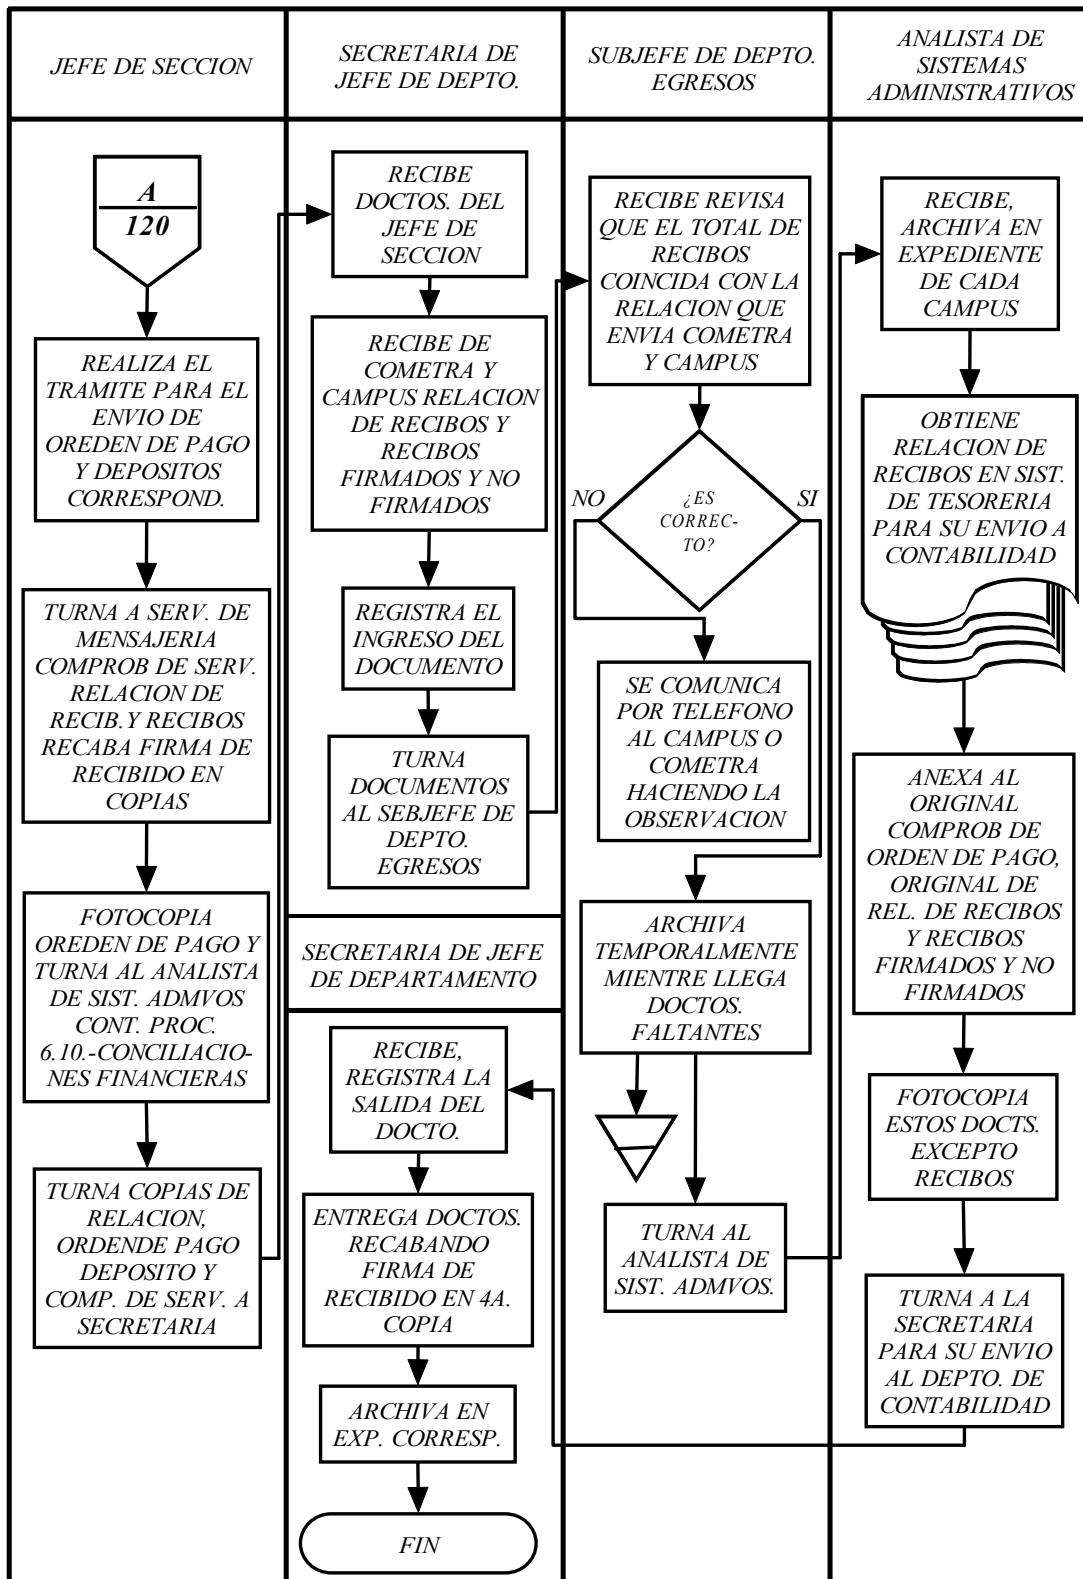 JEFE DE SECCION
SECRETARIA DE
JEFE DE DEPTO.
SUBJEFE DE DEPTO.
EGRESOS
ANALISTA DE
SISTEMAS
ADMINISTRATIVOS
A
120
REALIZA EL
TRAMITE PARA EL
ENVIO DE
OREDEN DE PAGO
Y DEPOSITOS
CORRESPOND.
TURNA A SERV. DE
MENSAJERIA
COMPROB DE SERV.
RELACION DE
RECIB.Y RECIBOS
RECABA FIRMA DE
RECIBIDO EN
COPIAS
FOTOCOPIA
OREDEN DE PAGO Y
TURNA AL ANALISTA
DE SIST. ADMVOS
CONT. PROC.
6.10.-CONCILIACIO-
NES FINANCIERAS
TURNA COPIAS DE
RELACION,
ORDENDE PAGO
DEPOSITO Y
COMP. DE SERV. A
SECRETARIA
RECIBE
DOCTOS. DEL
JEFE DE
SECCION
RECIBE DE
COMETRA Y
CAMPUS RELACION
DE RECIBOS Y
RECIBOS
FIRMADOS Y NO
FIRMADOS
REGISTRA EL
INGRESO DEL
DOCUMENTO
TURNA
DOCUMENTOS
AL SEBJEFE DE
DEPTO.
EGRESOS
SECRETARIA DE JEFE
DE DEPARTAMENTO
RECIBE,
REGISTRA LA
SALIDA DEL
DOCTO.
ENTREGA DOCTOS.
RECABANDO
FIRMA DE
RECIBIDO EN 4A.
COPIA
ARCHIVA EN
EXP. CORRESP.
FIN
RECIBE REVISA
QUE EL TOTAL DE
RECIBOS
COINCIDA CON LA
RELACION QUE
ENVIA COMETRA
Y CAMPUS
NO
¿ES
CORREC-
TO?
SI
SE COMUNICA
POR TELEFONO
AL CAMPUS O
COMETRA
HACIENDO LA
OBSERVACION
ARCHIVA
TEMPORALMENTE
MIENTRE LLEGA
DOCTOS.
FALTANTES
TURNA AL
ANALISTA DE
SIST. ADMVOS.
RECIBE,
ARCHIVA EN
EXPEDIENTE
DE CADA
CAMPUS
OBTIENE
RELACION DE
RECIBOS EN SIST.
DE TESORERIA
PARA SU ENVIO A
CONTABILIDAD
ANEXA AL
ORIGINAL
COMPROB DE
ORDEN DE PAGO,
ORIGINAL DE
REL. DE RECIBOS
Y RECIBOS
FIRMADOS Y NO
FIRMADOS
FOTOCOPIA
ESTOS DOCTS.
EXCEPTO
RECIBOS
TURNA A LA
SECRETARIA
PARA SU ENVIO
AL DEPTO. DE
CONTABILIDAD